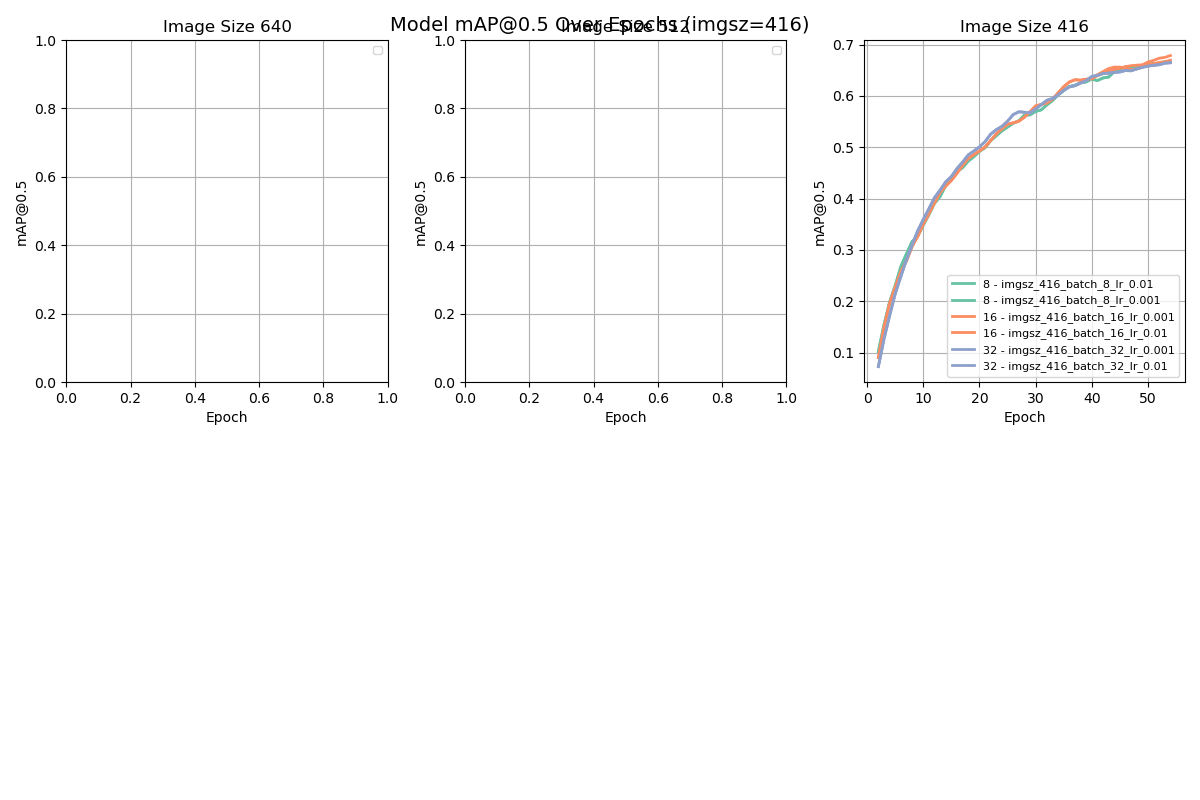 Model mAP@0.5 Over Epochs (imgsz=416)
Image Size 640
mAP@0.5
1.0
0.8
0.6
0.4
0.2
0.0
0.0 0.2 0.4 0.6 0.8 1.0
Epoch
Image Size 512
mAP@0.5
1.0
0.8
0.6
0.4
0.2
0.0
0.0 0.2 0.4 0.6 0.8 1.0
Epoch
Image Size 416
mAP@0.5
0.7
0.6
0.5
0.4
0.3
0.2
0.1
8 - imgsz_416_batch_8_lr_0.01
8 - imgsz_416_batch_8_lr_0.001
16 - imgsz_416_batch_16_lr_0.001
16 - imgsz_416_batch_16_lr_0.01
32 - imgsz_416_batch_32_lr_0.001
32 - imgsz_416_batch_32_lr_0.01
0 10 20 30 40 50
Epoch